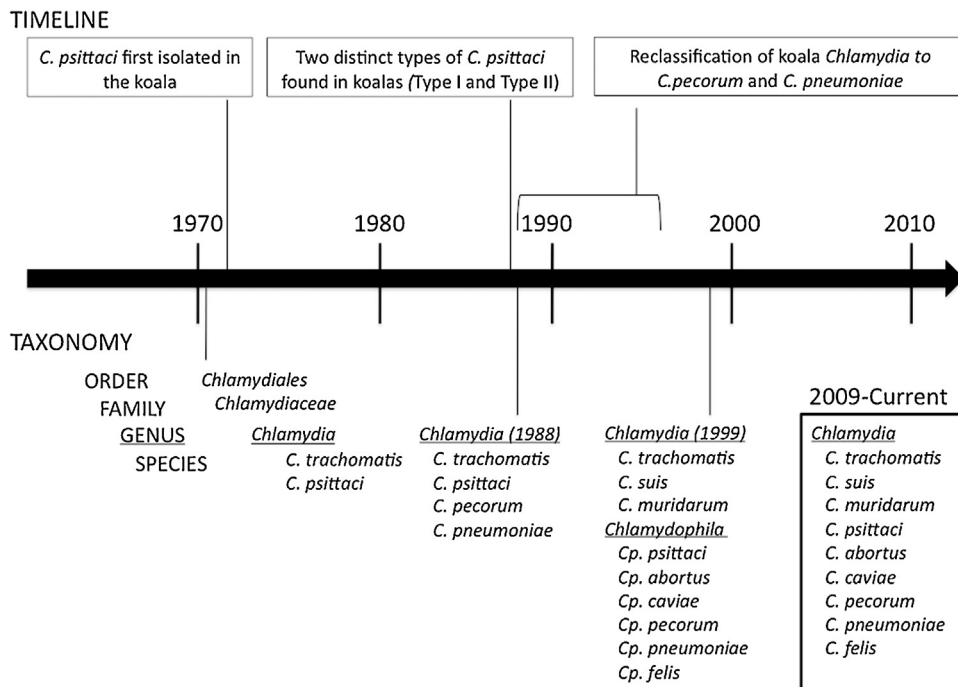 TIMELINE
C. psittaci first isolated in
the koala
Two distinct types of C. psittaci
found in koalas (Type I and Type II)
Reclassification of koala Chlamydia to
C.pecorum and C. pneumoniae
1970
1980
1990
2000
2010
TAXONOMY
ORDER
FAMILY
GENUS
SPECIES
Chlamydiales
Chlamydiaceae
Chlamydia
C. trachomatis
C. psittaci
Chlamydia (1988)
C. trachomatis
C. psittaci
C. pecorum
C. pneumoniae
Chlamydia (1999)
C. trachomatis
C. suis
C. muridarum
Chlamydophila
Cp. psittaci
Cp. abortus
Cp. caviae
Cp. pecorum
Cp. pneumoniae
Cp. felis
2009-Current
Chlamydia
C. trachomatis
C. suis
C. muridarum
C. psittaci
C. abortus
C. caviae
C. pecorum
C. pneumoniae
C. felis